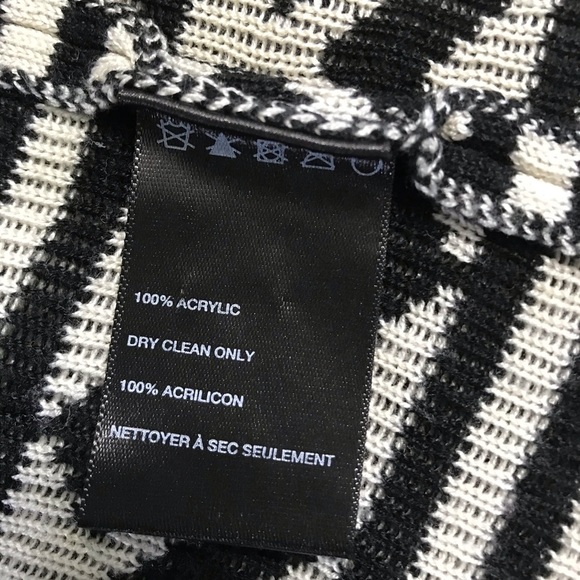 100% ACRYLIC
DRY CLEAN ONLY
100% ACRILICON
NETTOYER À SEC SEULEMENT